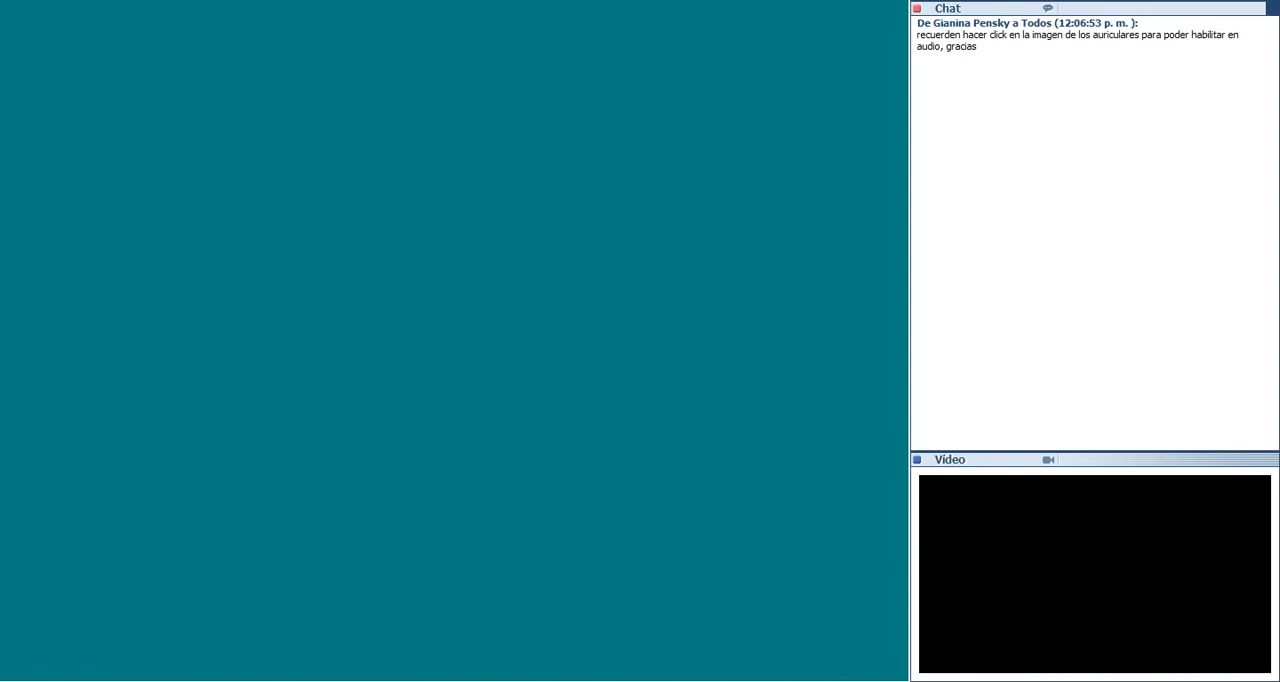 Chat
De Gianina Pensky a Todos (12:06:53 p. m. ):
recuerden hacer click en la imagen de los auriculares para poder habilitar en
audio, gracias
Vídeo